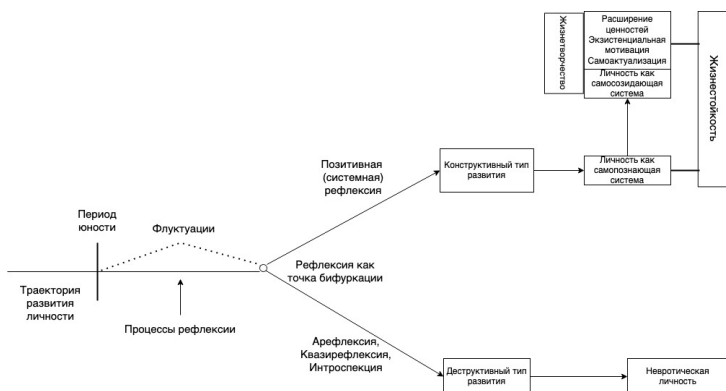 Жизнетворчество
Расширение
ценностей
Экзистенциальная
мотивация
Самоактуализация
Личность как
самосозидающая
система
Жизнестойкость
Позитивная
(системная)
рефлексия
Конструктивный тип
развития
Личность как
самопознающая
система
Период
юности
Флуктуации
Рефлексия как
точка бифуркации
Траектория
развития
личности
Процессы рефлексии
Арефлексия,
Квазирефлексия,
Интроспекция
Деструктивный тип
развития
Невротическая
личность